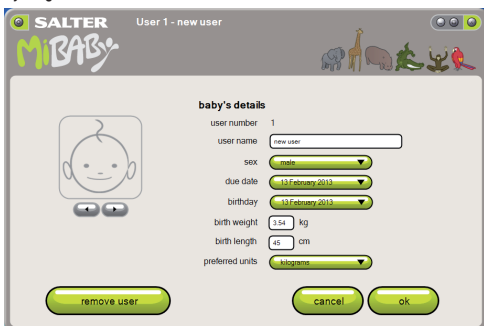 SALTER
User 1 - new user
MiBABY
baby's details
user number 1
user name new user
sex male
due date 13 February 2013
birthday 13 February 2013
birth weight 3.54 kg
birth length 45 cm
preferred units kilograms
remove user cancel ok